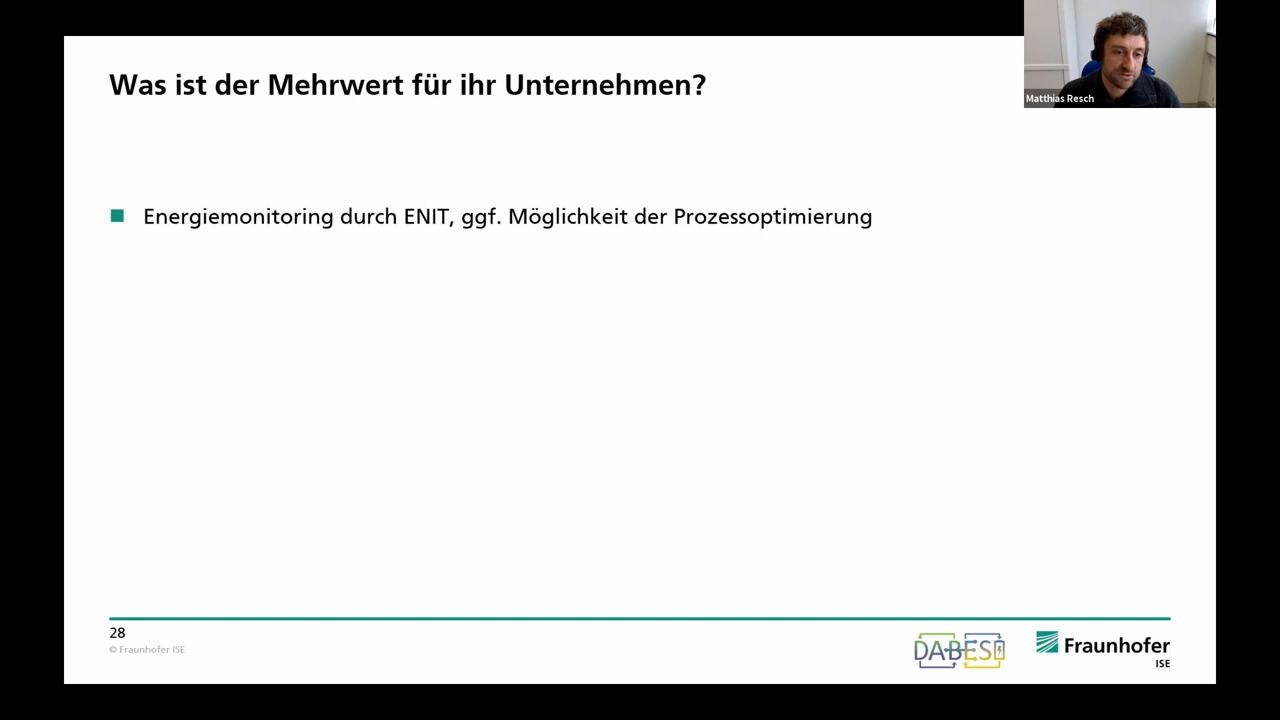 Was ist der Mehrwert für ihr Unternehmen?
Matthias Resch
Energiemonitoring durch ENIT, ggf. Möglichkeit der Prozessoptimierung
28
© Fraunhofer ISE
DABESI
Fraunhofer
ISE